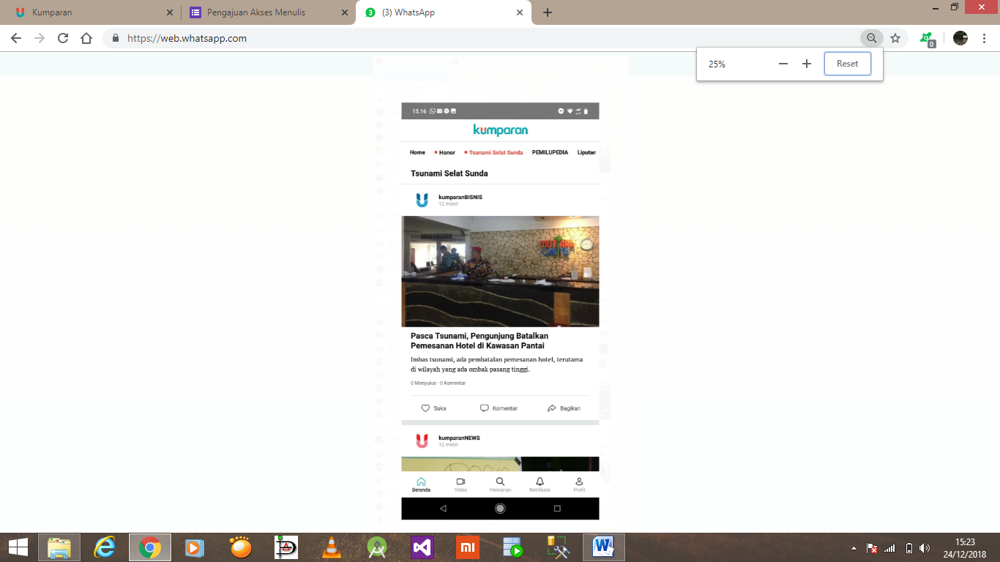 Kumparan
Pengajuan Akses Menulis
3 (3) WhatsApp
https://web.whatsapp.com
0
25%
Reset
15.16
kumparan
Home Honor Tsunami Selat Sunda PEMILUPEDIA Liputan
Tsunami Selat Sunda
kumparanBISNIS
12 menit
Pasca Tsunami, Pengunjung Batalkan
Pemesanan Hotel di Kawasan Pantai
Imbas tsunami, ada pembatalan pemesanan hotel, terutama
di wilayah yang ada ombak pasang tinggi.
0 Menyukai · 0 Komentar
Suka Komentar Bagikan
kumparanNEWS
12 menit
Beranda Video Pencarian Notifikasi Profil
15:23
24/12/2018